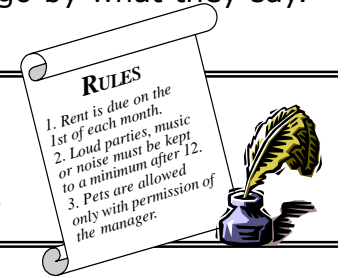 go by what they say.
RULES
1. Rent is due on the
1st of each month.
2. Loud parties, music
or noise must be kept
to a minimum after 12.
3. Pets are allowed
only with permission of
the manager.